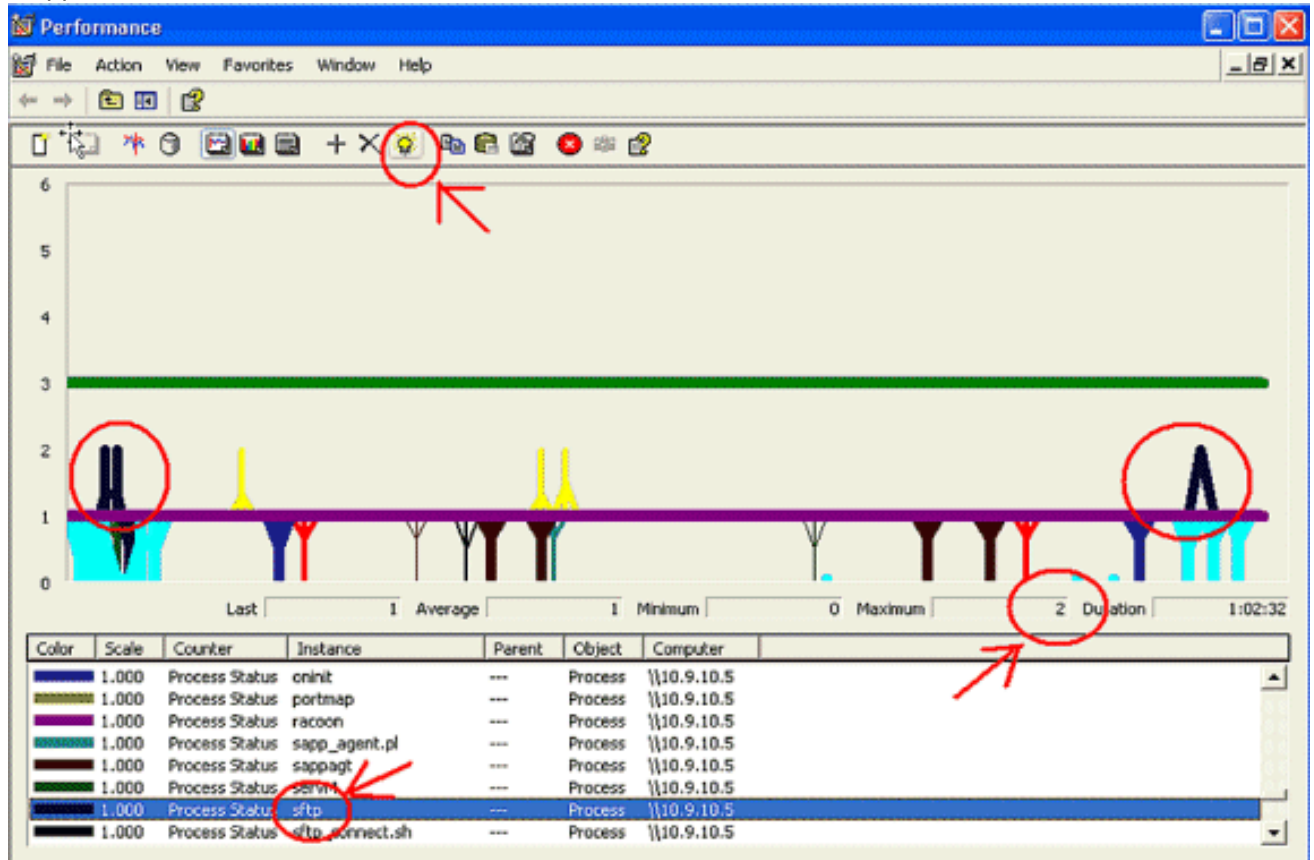 Performance
File Action View Favorites Window Help
6
5
4
3
2
1
0
Last 1 Average 1 Minimum 0 Maximum 2 Duration 1:02:32
Color Scale Counter Instance Parent Object Computer
1.000 Process Status oninit --- Process \\10.9.10.5
1.000 Process Status portmap --- Process \\10.9.10.5
1.000 Process Status racoon --- Process \\10.9.10.5
1.000 Process Status sapp_agent.pl --- Process \\10.9.10.5
1.000 Process Status sappagt --- Process \\10.9.10.5
1.000 Process Status servm --- Process \\10.9.10.5
1.000 Process Status sftp --- Process \\10.9.10.5
1.000 Process Status sftp_connect.sh --- Process \\10.9.10.5